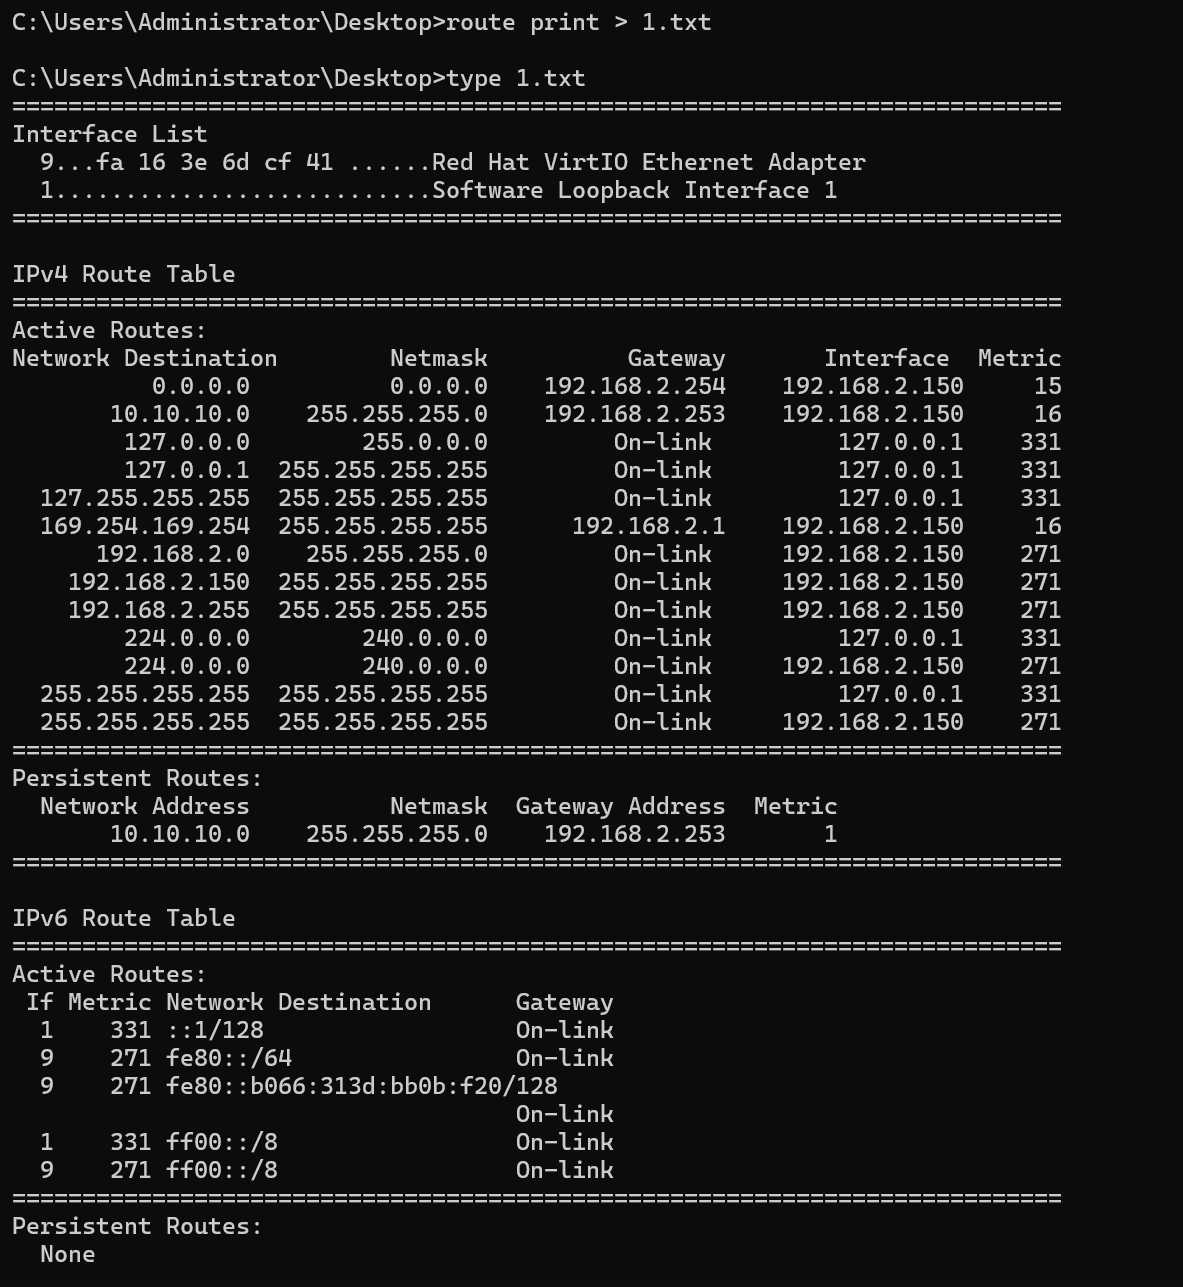 C:\Users\Administrator\Desktop>route print > 1.txt

C:\Users\Administrator\Desktop>type 1.txt
===========================================================================
Interface List
  9...fa 16 3e 6d cf 41 ......Red Hat VirtIO Ethernet Adapter
  1...........................Software Loopback Interface 1
===========================================================================

IPv4 Route Table
===========================================================================
Active Routes:
Network Destination        Netmask          Gateway       Interface  Metric
          0.0.0.0          0.0.0.0    192.168.2.254    192.168.2.150     15
       10.10.10.0    255.255.255.0    192.168.2.253    192.168.2.150     16
        127.0.0.0        255.0.0.0         On-link         127.0.0.1    331
        127.0.0.1  255.255.255.255         On-link         127.0.0.1    331
  127.255.255.255  255.255.255.255         On-link         127.0.0.1    331
  169.254.169.254  255.255.255.255      192.168.2.1    192.168.2.150     16
      192.168.2.0    255.255.255.0         On-link     192.168.2.150    271
    192.168.2.150  255.255.255.255         On-link     192.168.2.150    271
    192.168.2.255  255.255.255.255         On-link     192.168.2.150    271
        224.0.0.0        240.0.0.0         On-link         127.0.0.1    331
        224.0.0.0        240.0.0.0         On-link     192.168.2.150    271
  255.255.255.255  255.255.255.255         On-link         127.0.0.1    331
  255.255.255.255  255.255.255.255         On-link     192.168.2.150    271
===========================================================================
Persistent Routes:
  Network Address          Netmask  Gateway Address  Metric
       10.10.10.0    255.255.255.0    192.168.2.253       1
===========================================================================

IPv6 Route Table
===========================================================================
Active Routes:
 If Metric Network Destination      Gateway
  1    331 ::1/128                  On-link
  9    271 fe80::/64                On-link
  9    271 fe80::b066:313d:bb0b:f20/128
                                    On-link
  1    331 ff00::/8                 On-link
  9    271 ff00::/8                 On-link
===========================================================================
Persistent Routes:
  None